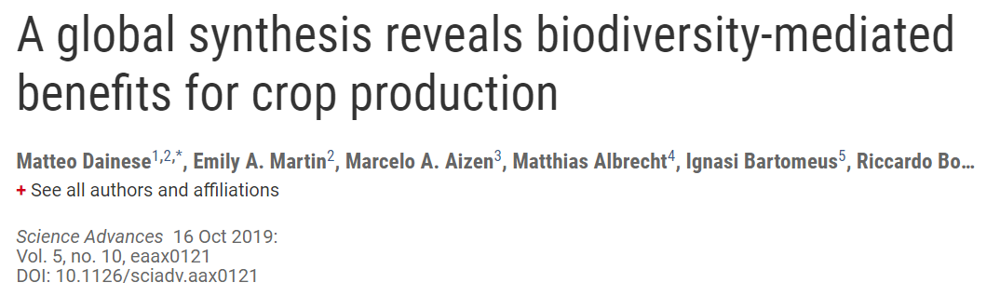 A global synthesis reveals biodiversity-mediated
benefits for crop production
Matteo Dainese1,2,*, Emily A. Martin2, Marcelo A. Aizen3, Matthias Albrecht4, Ignasi Bartomeus5, Riccardo Bo…
+ See all authors and affiliations
Science Advances 16 Oct 2019:
Vol. 5, no. 10, eaax0121
DOI: 10.1126/sciadv.aax0121